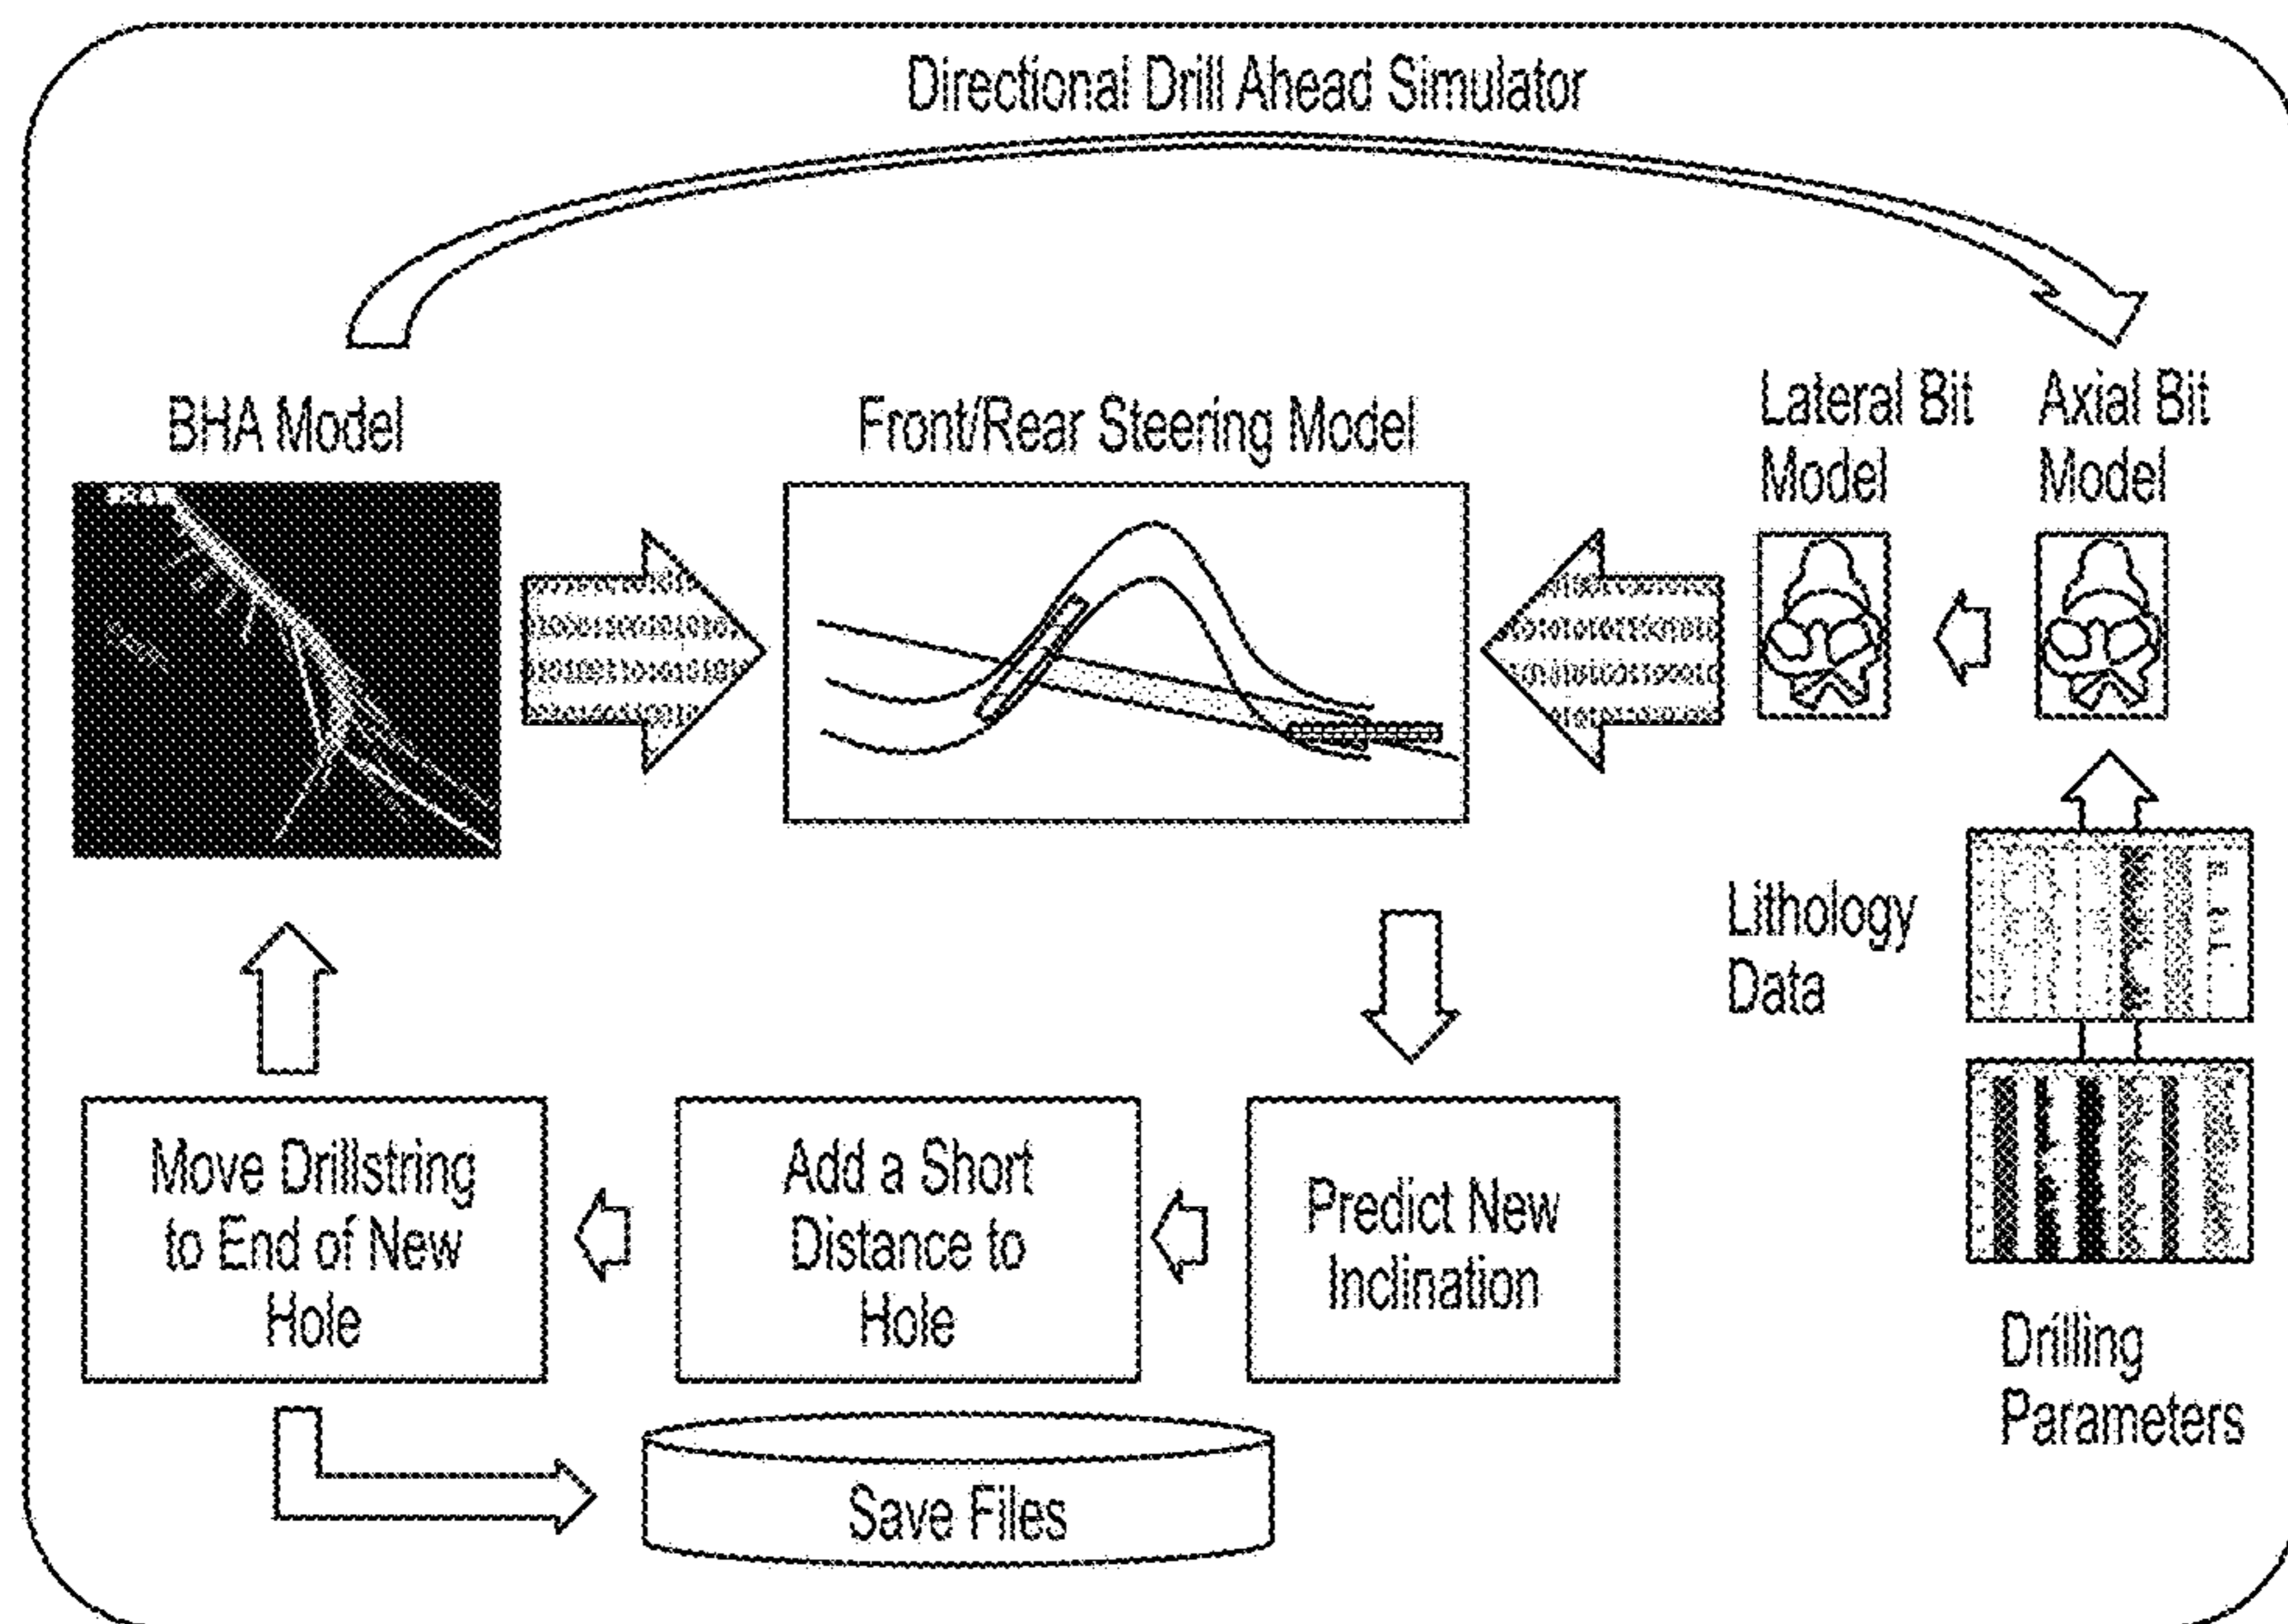 Directional Drill Ahead Simulator
BHA Model
Front/Rear Steering Model
Lateral Bit
Model
Axial Bit
Model
Lithology
Data
Move Drillstring
to End of New
Hole
Add a Short
Distance to
Hole
Predict New
Inclination
Drilling
Parameters
Save Files